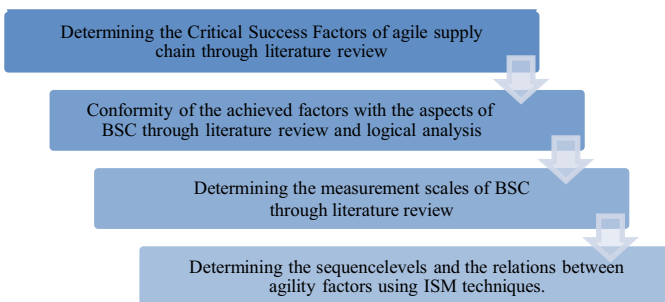 Determining the Critical Success Factors of agile supply
chain through literature review
Conformity of the achieved factors with the aspects of
BSC through literature review and logical analysis
Determining the measurement scales of BSC
through literature review
Determining the sequencelevels and the relations between
agility factors using ISM techniques.